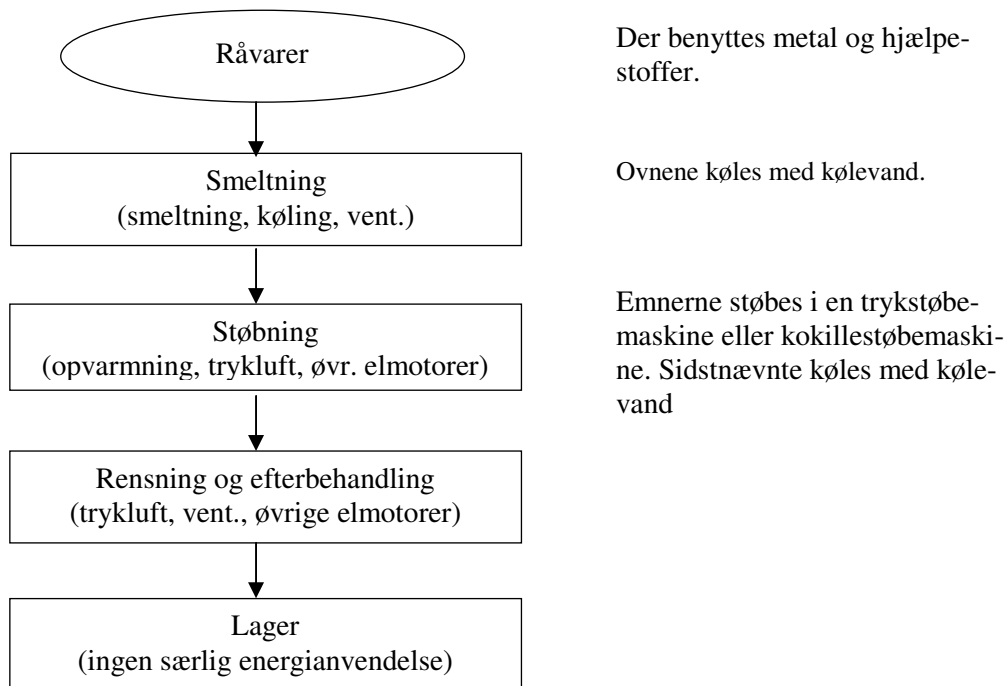 Råvarer
Der benyttes metal og hjælpe-
stoffer.
Smeltning
(smeltning, køling, vent.)
Ovnene køles med kølevand.
Støbning
(opvarmning, trykluft, øvr. elmotorer)
Emnerne støbes i en trykstøbe-
maskine eller kokillestøbemaski-
ne. Sidstnævnte køles med køle-
vand
Rensning og efterbehandling
(trykluft, vent., øvrige elmotorer)
Lager
(ingen særlig energianvendelse)